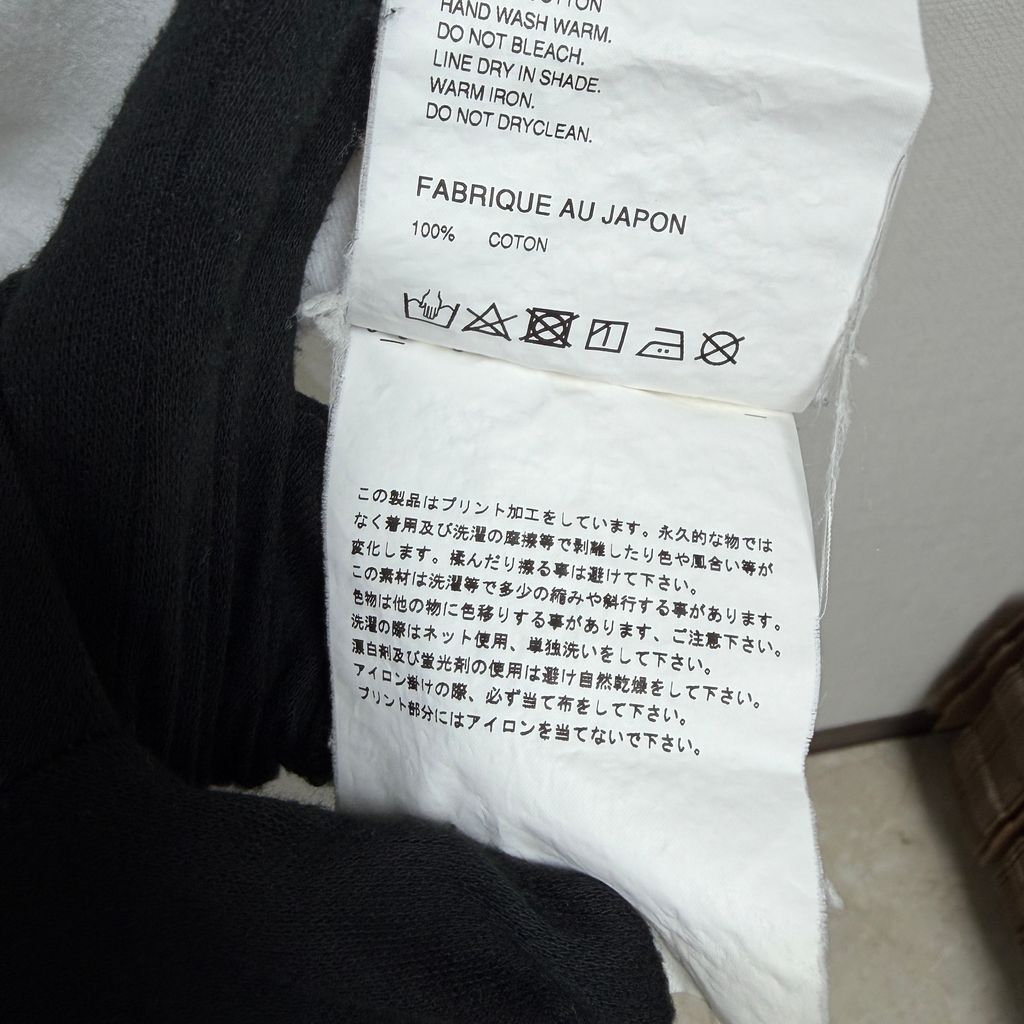 COTTON
HAND WASH WARM.
DO NOT BLEACH.
LINE DRY IN SHADE.
WARM IRON.
DO NOT DRYCLEAN.
FABRIQUE AU JAPON
100% COTON
この製品はプリント加工をしています。永久的な物では
なく着用及び洗濯の摩擦等で剥離したり色や風合い等が
変化します。揉んだり擦る事は避けて下さい。
この素材は洗濯等で多少の縮みや斜行する事があります。
色物は他の物に色移りする事があります、ご注意下さい。
洗濯の際はネット使用、単独洗いをして下さい。
漂白剤及び蛍光剤の使用は避け自然乾燥をして下さい。
アイロン掛けの際、必ず当て布をして下さい。
プリント部分にはアイロンを当てないで下さい。